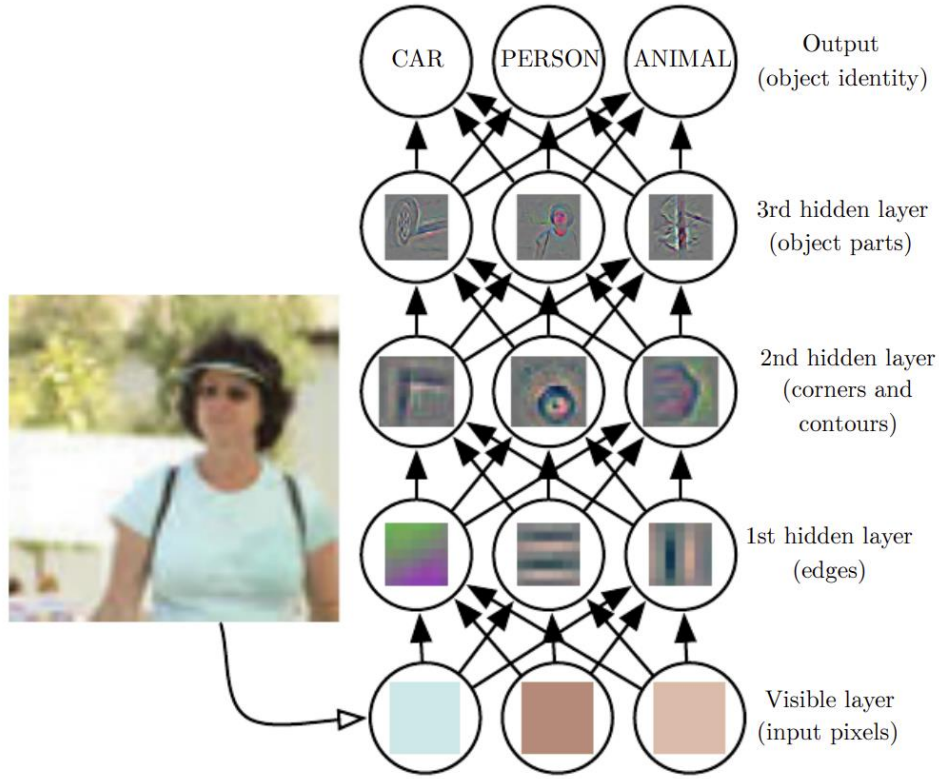 CAR PERSON ANIMAL
Output
(object identity)
3rd hidden layer
(object parts)
2nd hidden layer
(corners and
contours)
1st hidden layer
(edges)
Visible layer
(input pixels)